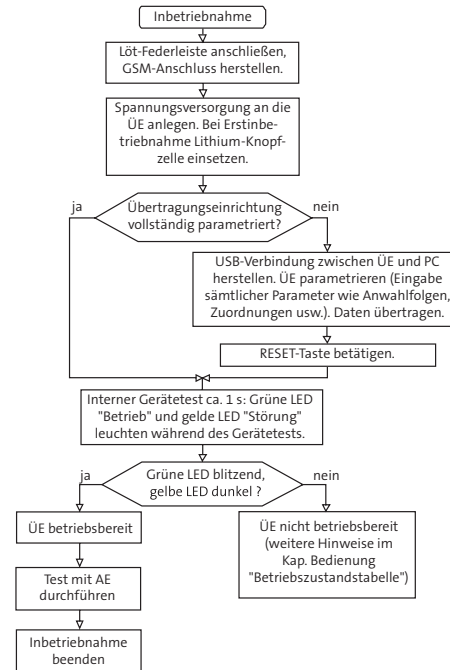 Inbetriebnahme
Löt-Federleiste anschließen,
GSM-Anschluss herstellen.
Spannungsversorgung an die
ÜE anlegen. Bei Erstinbe-
triebnahme Lithium-Knopf-
zelle einsetzen.
ja
Übertragungseinrichtung
vollständig parametriert?
nein
USB-Verbindung zwischen ÜE und PC
herstellen. ÜE parametrieren (Eingabe
sämtlicher Parameter wie Anwahlfolgen,
Zuordnungen usw.). Daten übertragen.
RESET-Taste betätigen.
Interner Gerätetest ca. 1 s: Grüne LED
"Betrieb" und gelde LED "Störung"
leuchten während des Gerätetests.
ja
Grüne LED blitzend,
gelbe LED dunkel ?
nein
ÜE betriebsbereit
ÜE nicht betriebsbereit
(weitere Hinweise im
Kap. Bedienung
"Betriebszustandstabelle")
Test mit AE
durchführen
Inbetriebnahme
beenden